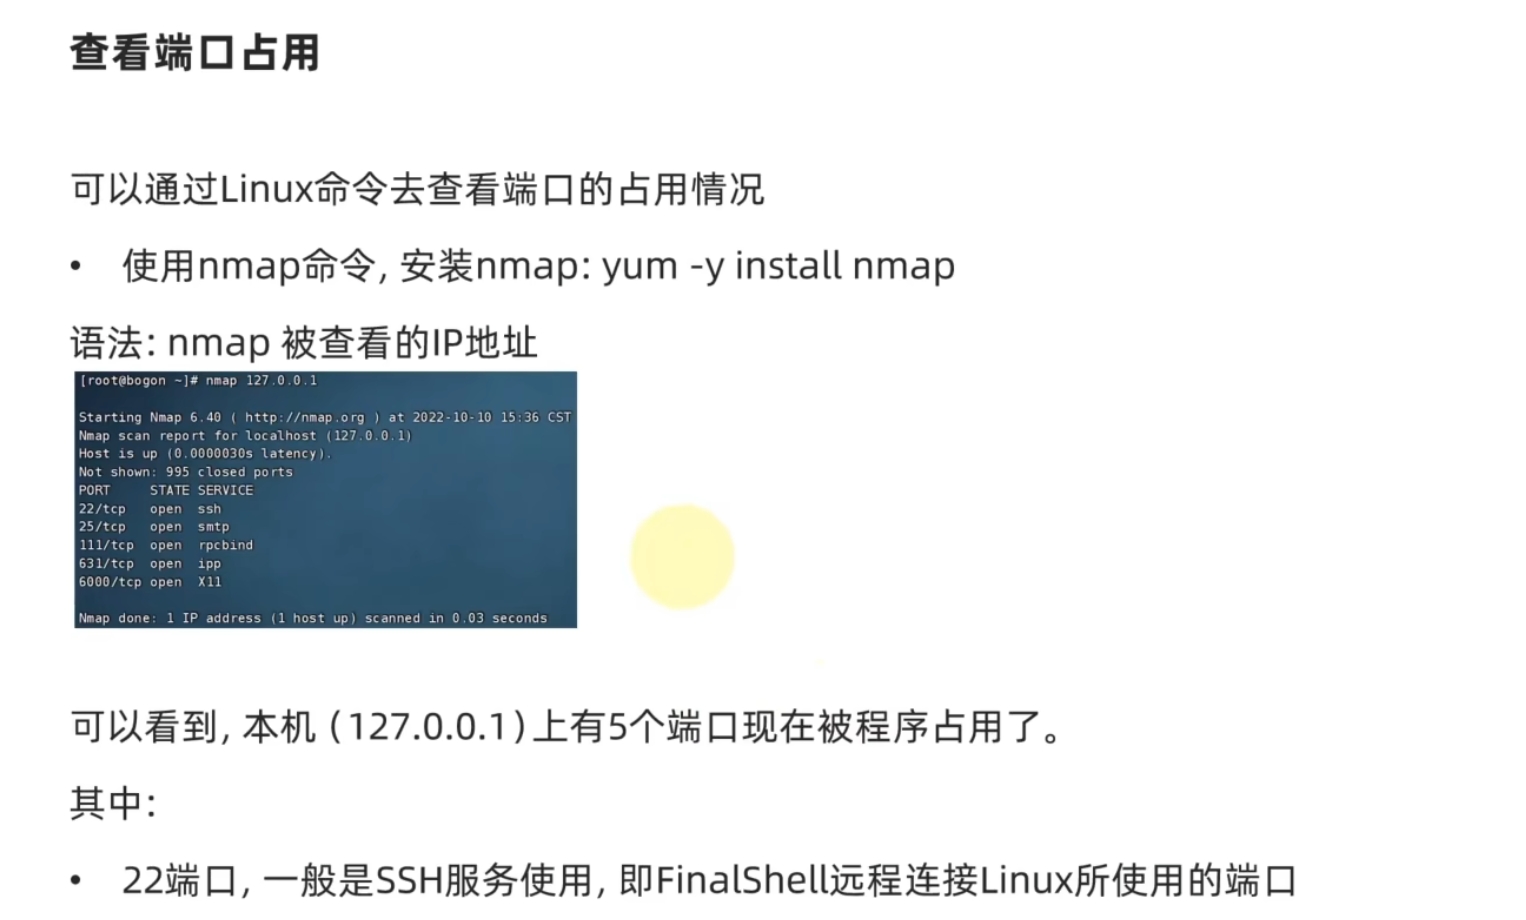 查看端口占用
可以通过Linux命令去查看端口的占用情况
• 使用nmap命令, 安装nmap: yum -y install nmap
语法: nmap 被查看的IP地址
[root@bogon ~]# nmap 127.0.0.1
Starting Nmap 6.40 ( http://nmap.org ) at 2022-10-10 15:36 CST
Nmap scan report for localhost (127.0.0.1)
Host is up (0.0000030s latency).
Not shown: 995 closed ports
PORT     STATE SERVICE
22/tcp   open  ssh
25/tcp   open  smtp
111/tcp  open  rpcbind
631/tcp  open  ipp
6000/tcp open  X11
Nmap done: 1 IP address (1 host up) scanned in 0.03 seconds
可以看到, 本机 (127.0.0.1) 上有5个端口现在被程序占用了。
其中:
• 22端口, 一般是SSH服务使用, 即FinalShell远程连接Linux所使用的端口